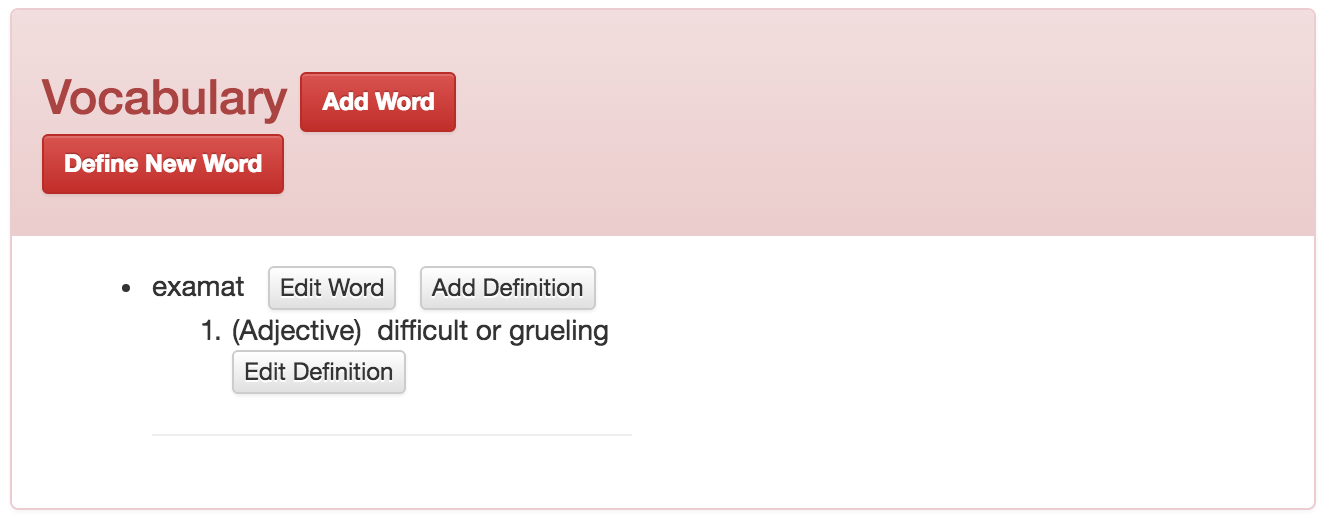 Vocabulary Add Word
Define New Word
• examat Edit Word Add Definition
1. (Adjective) difficult or grueling
Edit Definition